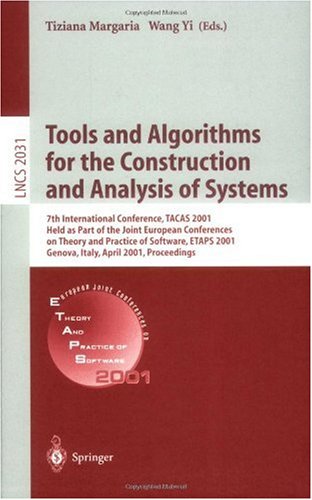 Tiziana Margaria Wang Yi (Eds.)
LNCS 2031
Tools and Algorithms
for the Construction
and Analysis of Systems
7th International Conference, TACAS 2001
Held as Part of the Joint European Conferences
on Theory and Practice of Software, ETAPS 2001
Genova, Italy, April 2001, Proceedings
European Joint Conferences on
THEORY
AND
PRACTICE OF
SOFTWARE
2001
Springer